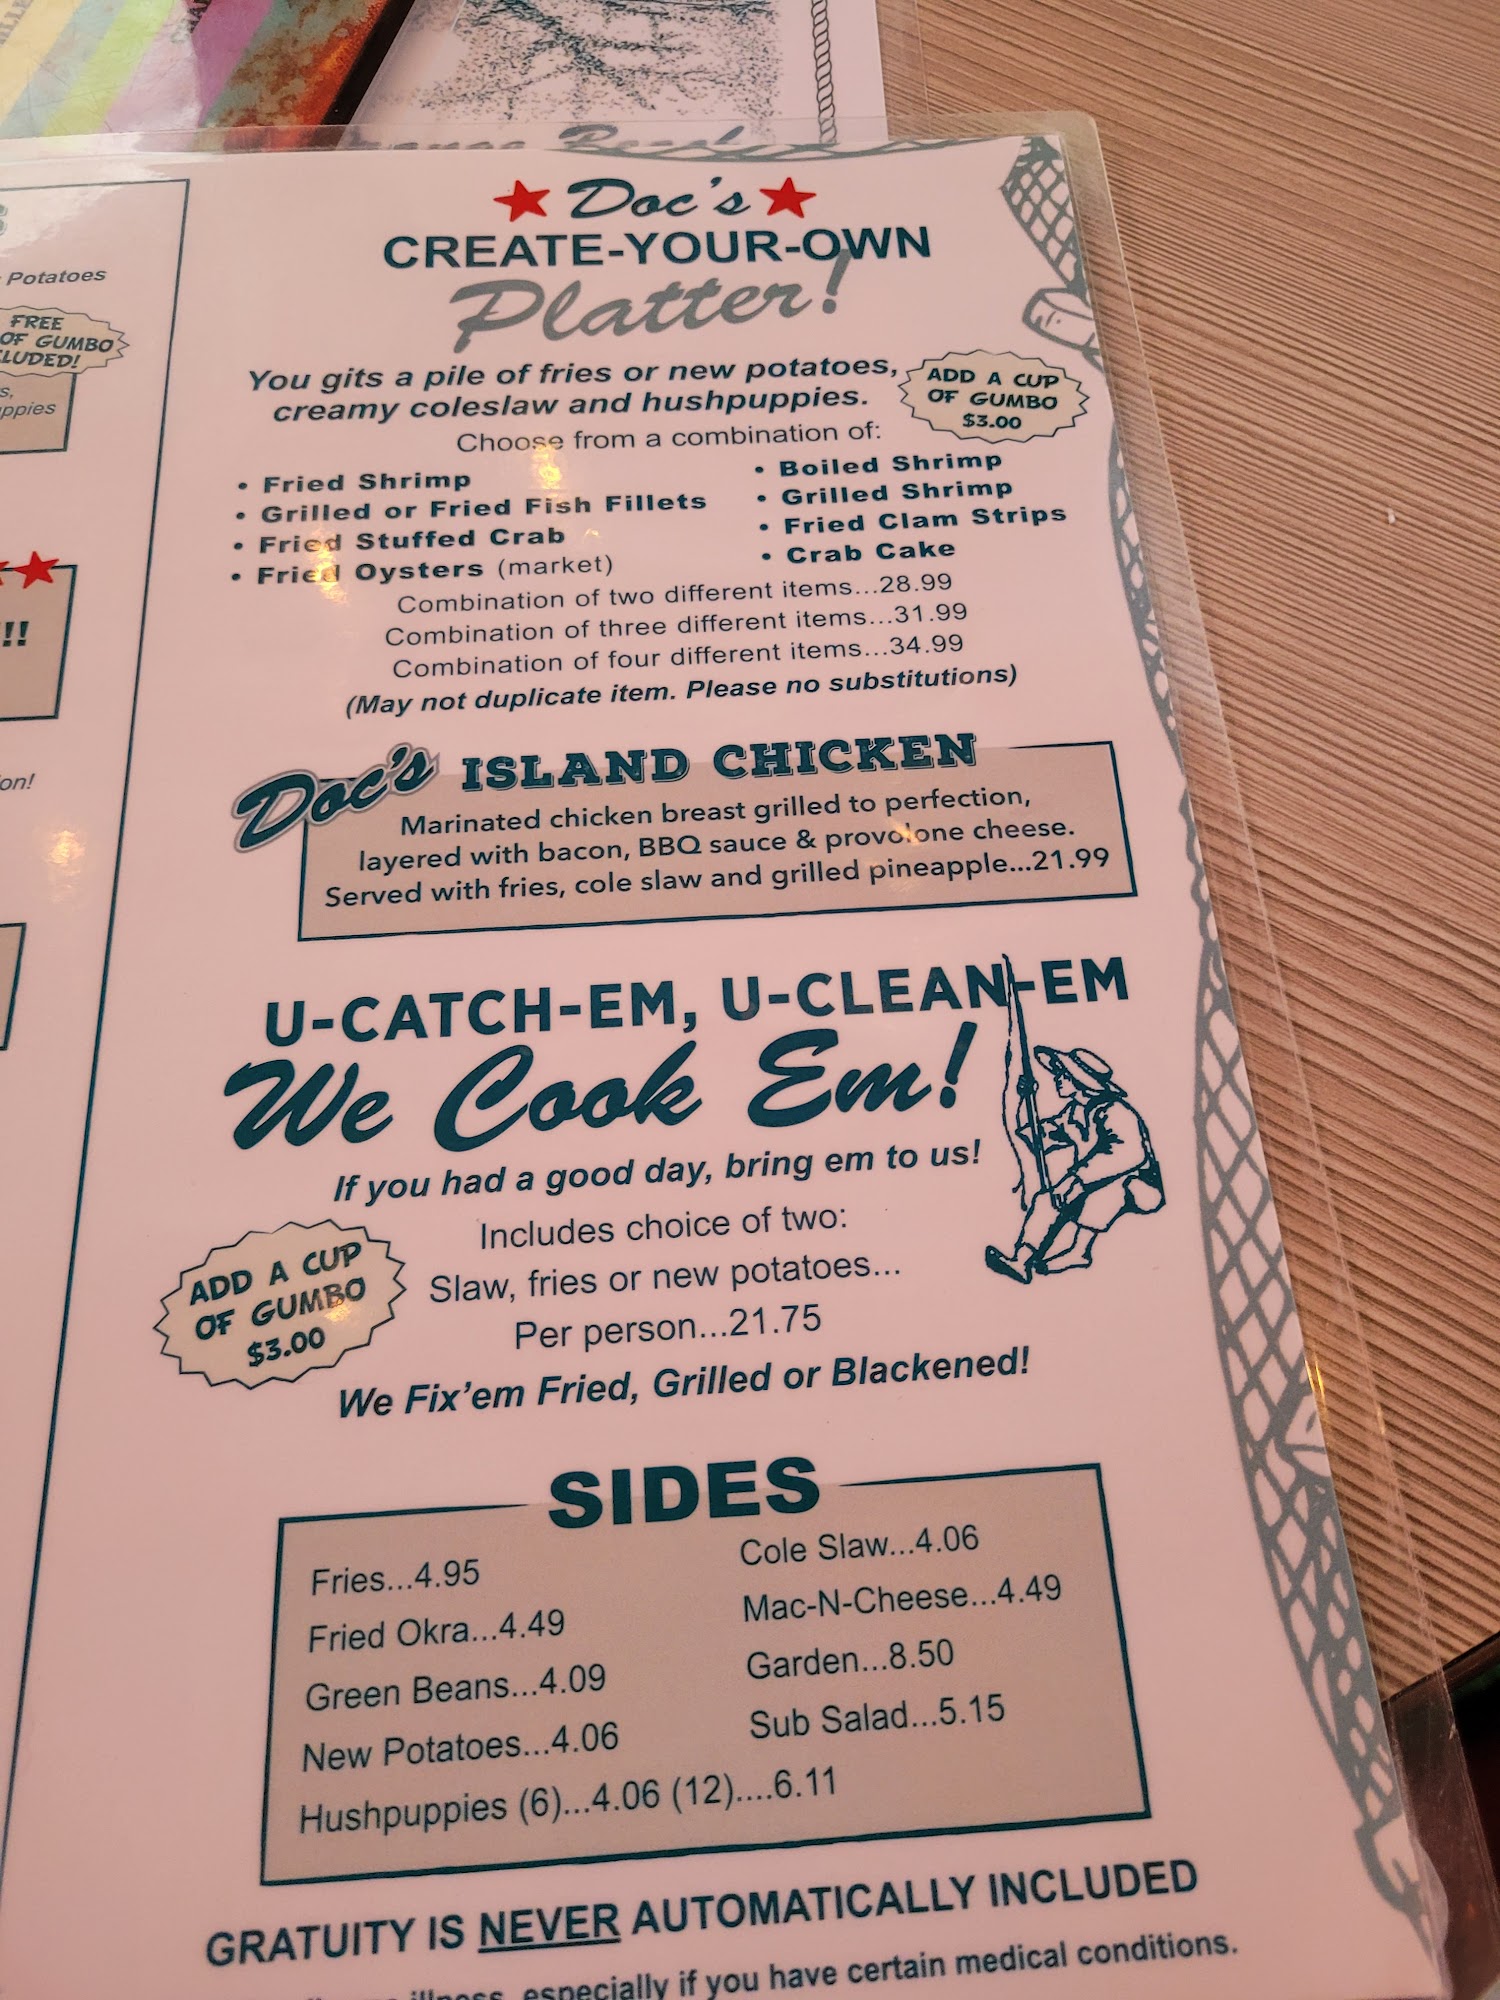 Potatoes
FREE
OF GUMBO
LUDED!
uppies
!!
on!
Doc's
CREATE-YOUR-OWN
Platter!
You gits a pile of fries or new potatoes,
creamy coleslaw and hushpuppies.
ADD A CUP
OF GUMBO
$3.00
Choose from a combination of:
• Fried Shrimp
• Grilled or Fried Fish Fillets
• Fried Stuffed Crab
• Fried Oysters (market)
• Boiled Shrimp
• Grilled Shrimp
• Fried Clam Strips
• Crab Cake
Combination of two different items...28.99
Combination of three different items...31.99
Combination of four different items...34.99
(May not duplicate item. Please no substitutions)
Doc's ISLAND CHICKEN
Marinated chicken breast grilled to perfection,
layered with bacon, BBQ sauce & provolone cheese.
Served with fries, cole slaw and grilled pineapple...21.99
U-CATCH-EM, U-CLEAN-EM
We Cook Em!
If you had a good day, bring em to us!
Includes choice of two:
Slaw, fries or new potatoes...
Per person...21.75
ADD A CUP
OF GUMBO
$3.00
We Fix'em Fried, Grilled or Blackened!
SIDES
Fries...4.95
Fried Okra...4.49
Green Beans...4.09
New Potatoes...4.06
Hushpuppies (6)...4.06 (12)....6.11
Cole Slaw...4.06
Mac-N-Cheese...4.49
Garden...8.50
Sub Salad...5.15
GRATUITY IS NEVER AUTOMATICALLY INCLUDED
illness, especially if you have certain medical conditions.